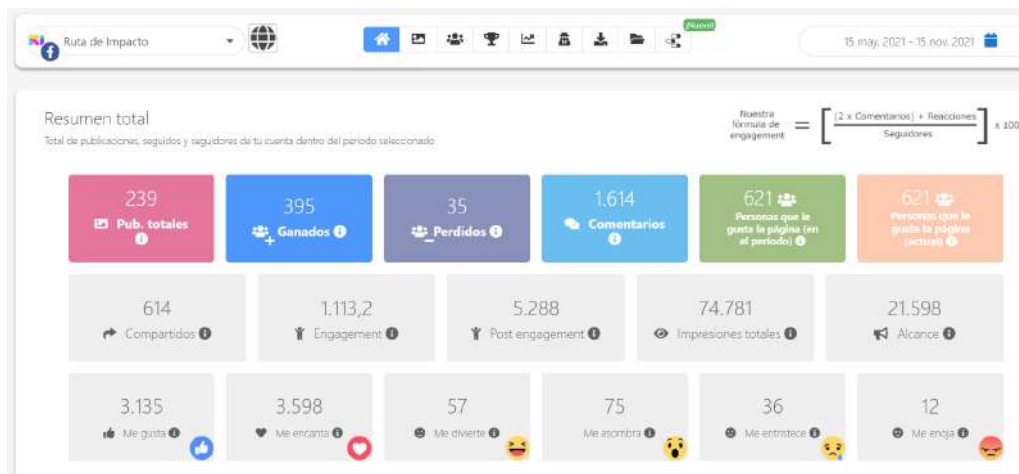 ¡Nuevo!
Ruta de Impacto
15 may. 2021 - 15 nov. 2021
Resumen total
Total de publicaciones, seguidos y seguidores de tu cuenta dentro del periodo seleccionado
Nuestra
fórmula de
engagement
=
(2 x Comentarios) + Reacciones
Seguidores
x 100
239
Pub. totales
395
Ganados
35
Perdidos
1.614
Comentarios
621
Personas que le
gusta la página (en
el periodo)
621
Personas que le
gusta la página
(actual)
614
Compartidos
1.113,2
Engagement
5.288
Post engagement
74.781
Impresiones totales
21.598
Alcance
3.135
Me gusta
3.598
Me encanta
57
Me divierte
75
Me asombra
36
Me entristece
12
Me enoja